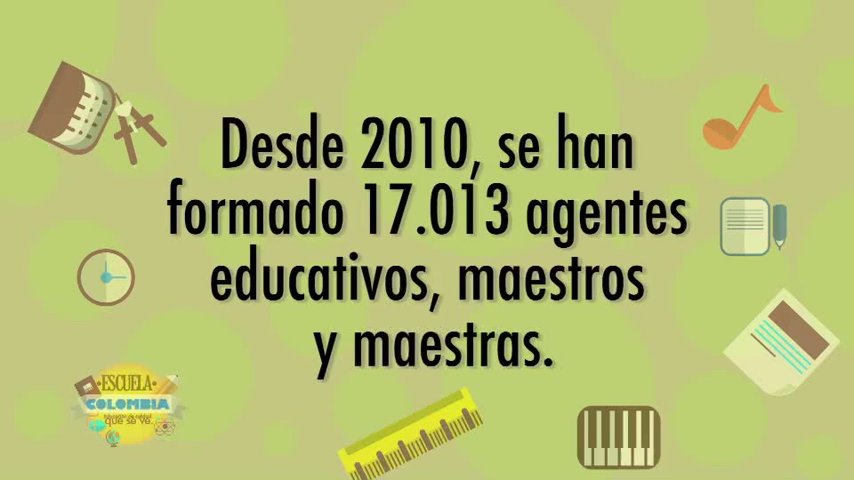 Desde 2010, se han
formado 17.013 agentes
educativos, maestros
y maestras.
ESCUELA
COLOMBIA
que se ve.